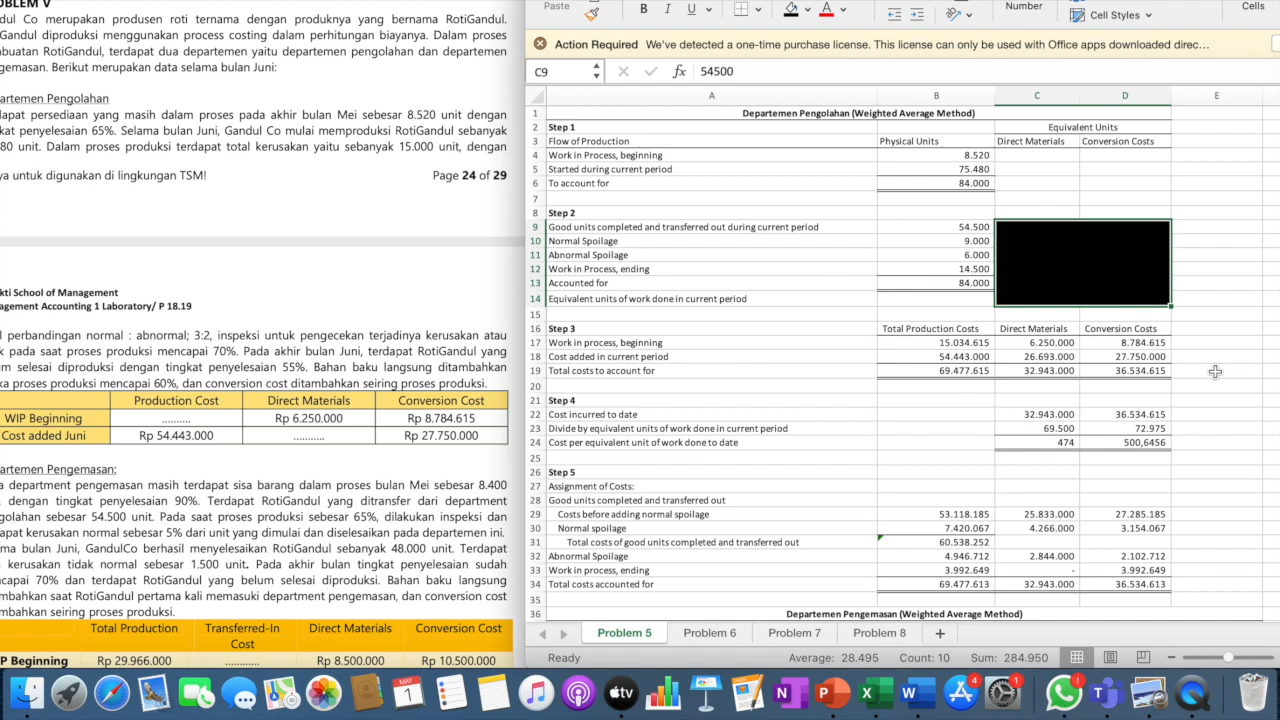 OBLEM V
dul Co merupakan produsen roti ternama dengan produknya yang bernama RotiGandul.
Gandul diproduksi menggunakan process costing dalam perhitungan biayanya. Dalam proses
buatan RotiGandul, terdapat dua departemen yaitu departemen pengolahan dan departemen
gemasan. Berikut merupakan data selama bulan Juni:
artemen Pengolahan
apat persediaan yang masih dalam proses pada akhir bulan Mei sebesar 8.520 unit dengan
kat penyelesaian 65%. Selama bulan Juni, Gandul Co mulai memproduksi RotiGandul sebanyak
80 unit. Dalam proses produksi terdapat total kerusakan yaitu sebanyak 15.000 unit, dengan
ya untuk digunakan di lingkungan TSM!
Page 24 of 29
kti School of Management
agement Accounting 1 Laboratory/ P 18.19
l perbandingan normal : abnormal; 3:2, inspeksi untuk pengecekan terjadinya kerusakan atau
k pada saat proses produksi mencapai 70%. Pada akhir bulan Juni, terdapat RotiGandul yang
m selesai diproduksi dengan tingkat penyelesaian 55%. Bahan baku langsung ditambahkan
ka proses produksi mencapai 60%, dan conversion cost ditambahkan seiring proses produksi.
Production Cost Direct Materials Conversion Cost
WIP Beginning .......... Rp 6.250.000 Rp 8.784.615
Cost added Juni Rp 54.443.000 ........... Rp 27.750.000
artemen Pengemasan:
a department pengemasan masih terdapat sisa barang dalam proses bulan Mei sebesar 8.400
dengan tingkat penyelesaian 90%. Terdapat RotiGandul yang ditransfer dari department
golahan sebesar 54.500 unit. Pada saat proses produksi sebesar 65%, dilakukan inspeksi dan
apat kerusakan normal sebesar 5% dari unit yang dimulai dan diselesaikan pada departemen ini.
ma bulan Juni, GandulCo berhasil menyelesaikan RotiGandul sebanyak 48.000 unit. Terdapat
kerusakan tidak normal sebesar 1.500 unit. Pada akhir bulan tingkat penyelesaian sudah
capai 70% dan terdapat RotiGandul yang belum selesai diproduksi. Bahan baku langsung
mbahkan saat RotiGandul pertama kali memasuki department pengemasan, dan conversion cost
mbahkan seiring proses produksi.
Total Production Transferred-In Cost Direct Materials Conversion Cost
P Beginning Rp 29.966.000 ............ Rp 8.500.000 Rp 10.500.000
Paste
B I U
A
Number
Cell Styles
Cells
Action Required We've detected a one-time purchase license. This license can only be used with Office apps downloaded direc...
C9 fx 54500
A B C D E
1 Departemen Pengolahan (Weighted Average Method)
2 Step 1 Equivalent Units
3 Flow of Production Physical Units Direct Materials Conversion Costs
4 Work in Process, beginning 8.520
5 Started during current period 75.480
6 To account for 84.000
7
8 Step 2
9 Good units completed and transferred out during current period 54.500
10 Normal Spoilage 9.000
11 Abnormal Spoilage 6.000
12 Work in Process, ending 14.500
13 Accounted for 84.000
14 Equivalent units of work done in current period
15
16 Step 3 Total Production Costs Direct Materials Conversion Costs
17 Work in process, beginning 15.034.615 6.250.000 8.784.615
18 Cost added in current period 54.443.000 26.693.000 27.750.000
19 Total costs to account for 69.477.615 32.943.000 36.534.615
20
21 Step 4
22 Cost incurred to date 32.943.000 36.534.615
23 Divide by equivalent units of work done in current period 69.500 72.975
24 Cost per equivalent unit of work done to date 474 500,6456
25
26 Step 5
27 Assignment of Costs:
28 Good units completed and transferred out
29 Costs before adding normal spoilage 53.118.185 25.833.000 27.285.185
30 Normal spoilage 7.420.067 4.266.000 3.154.067
31 Total costs of good units completed and transferred out 60.538.252
32 Abnormal Spoilage 4.946.712 2.844.000 2.102.712
33 Work in process, ending 3.992.649 - 3.992.649
34 Total costs accounted for 69.477.613 32.943.000 36.534.613
35
36 Departemen Pengemasan (Weighted Average Method)
Problem 5 Problem 6 Problem 7 Problem 8 +
Ready Average: 28.495 Count: 10 Sum: 284.950
MAY
1
tv
N P X W
4
1
1
T